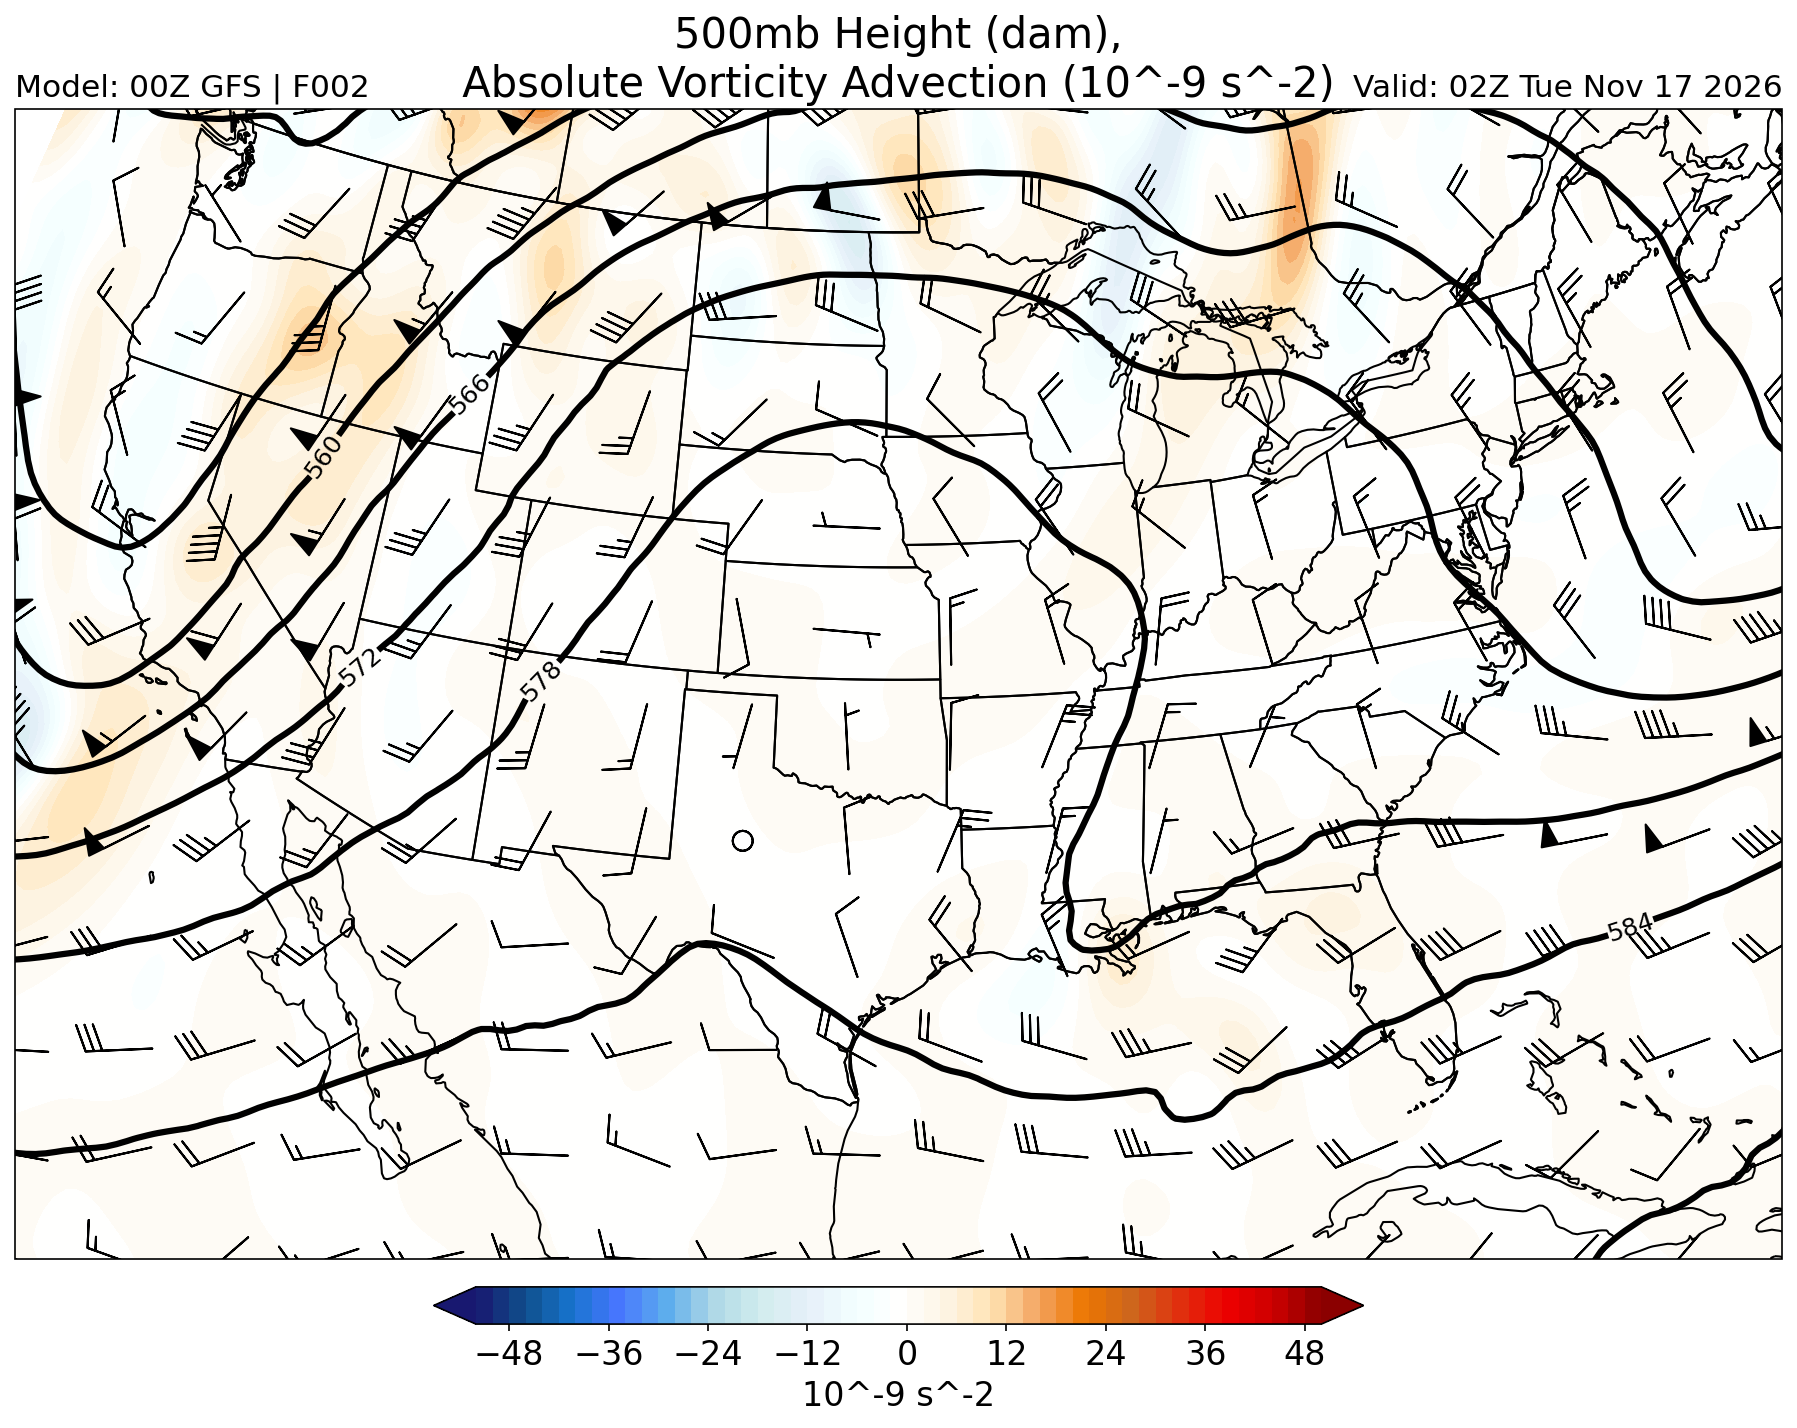 500mb Height (dam),
Model: 00Z GFS | F002 Absolute Vorticity Advection (10^-9 s^-2) Valid: 02Z Tue Nov 17 2026
566
560
572
578
584
−48 −36 −24 −12 0 12 24 36 48
10^-9 s^-2